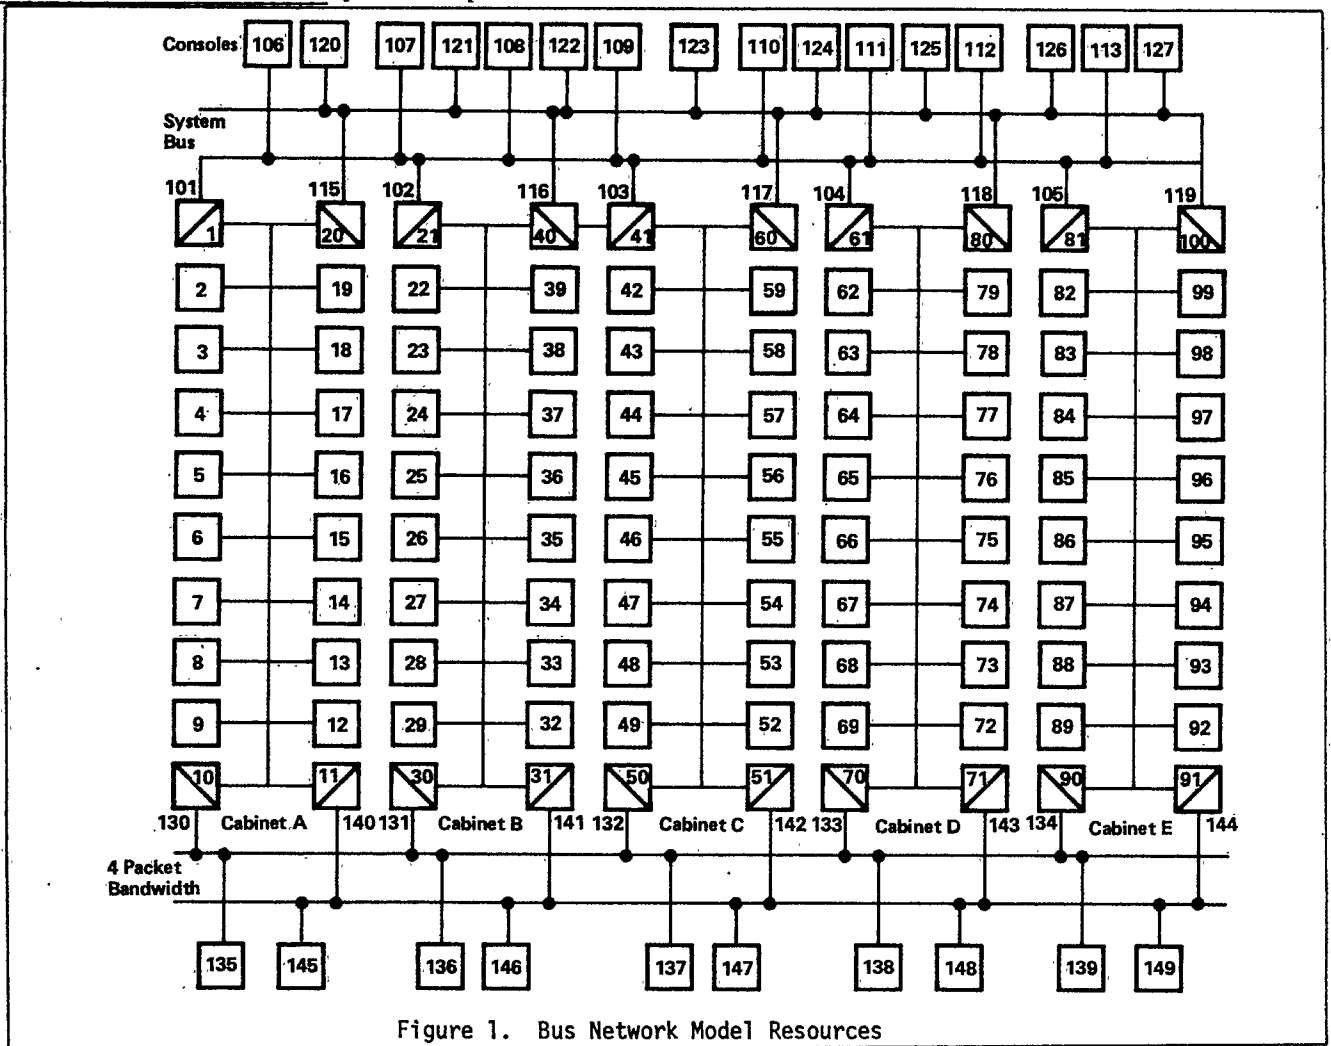 Consoles 106 120 107 121 108 122 109 123 110 124 111 125 112 126 113 127
System
Bus
101 115 102 116 103 117 104 118 105 119
1 20 21 40 41 60 61 80 81 100
2 19 22 39 42 59 62 79 82 99
3 18 23 38 43 58 63 78 83 98
4 17 24 37 44 57 64 77 84 97
5 16 25 36 45 56 65 76 85 96
6 15 26 35 46 55 66 75 86 95
7 14 27 34 47 54 67 74 87 94
8 13 28 33 48 53 68 73 88 93
9 12 29 32 49 52 69 72 89 92
10 11 30 31 50 51 70 71 90 91
130 Cabinet A 140 131 Cabinet B 141 132 Cabinet C 142 133 Cabinet D 143 134 Cabinet E 144
4 Packet
Bandwidth
135 145 136 146 137 147 138 148 139 149
Figure 1. Bus Network Model Resources